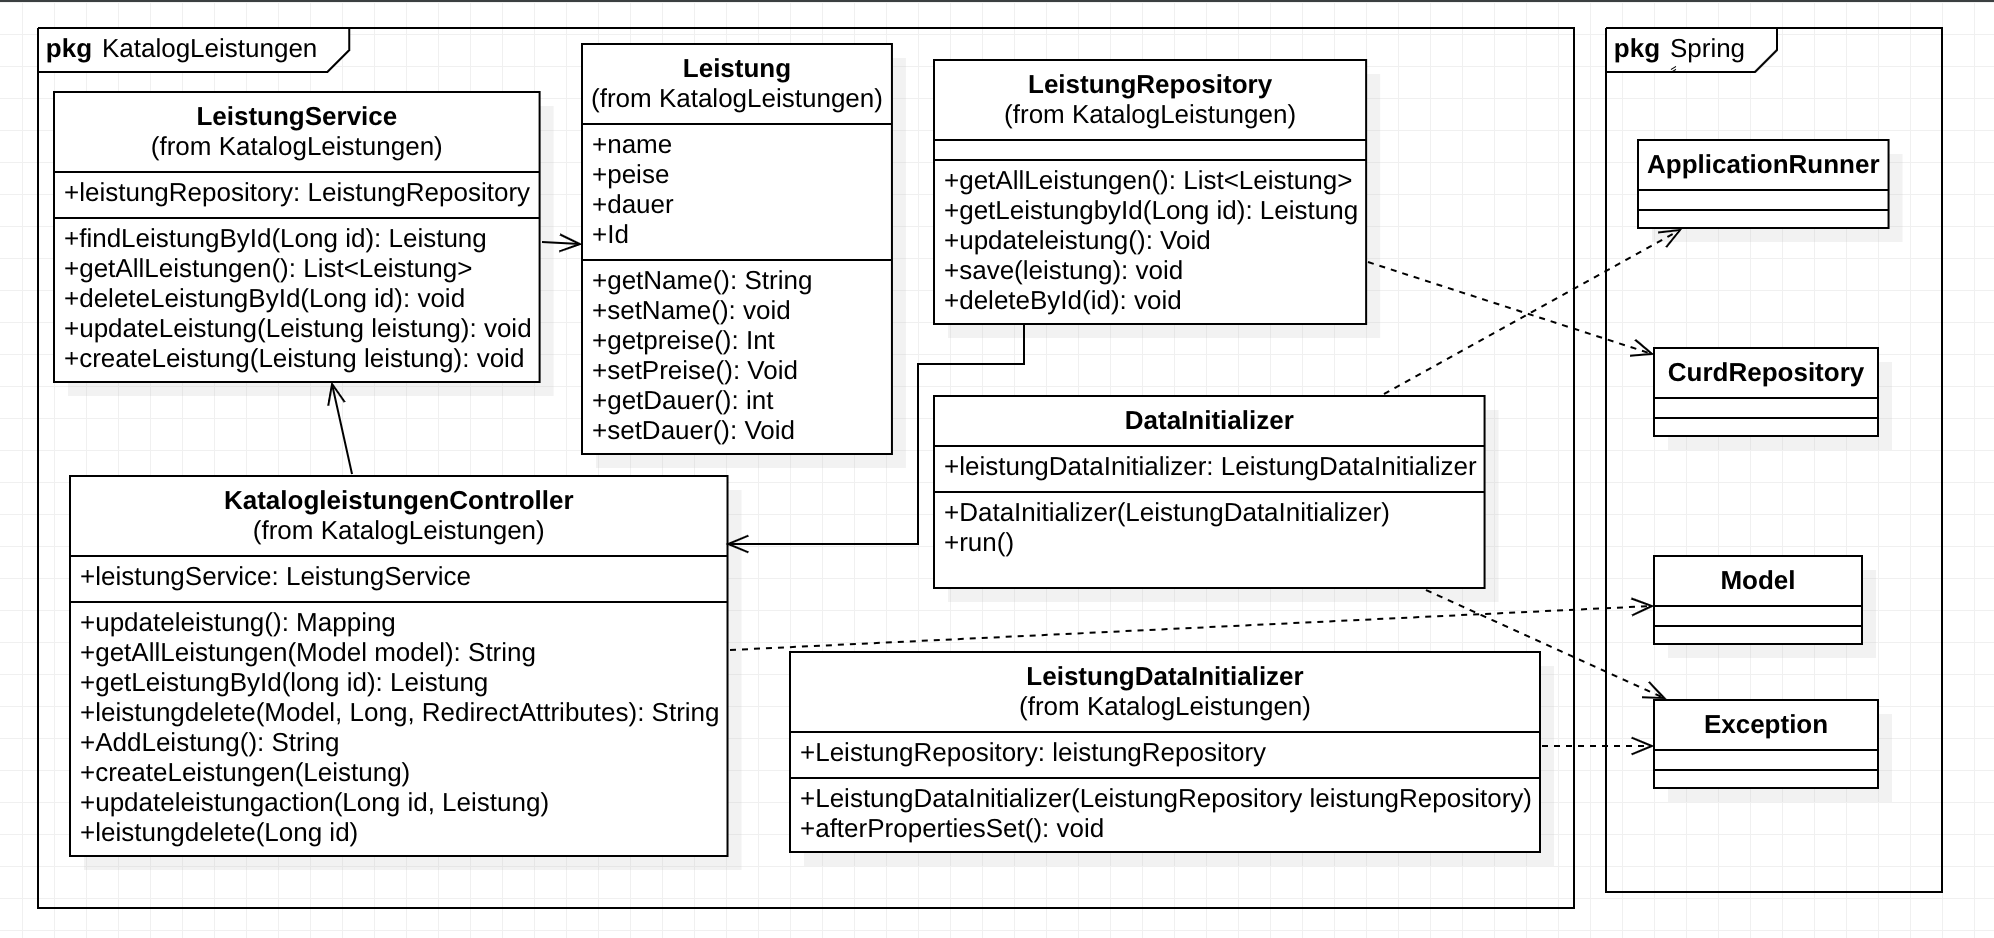 pkg KatalogLeistungen
LeistungService
(from KatalogLeistungen)
+leistungRepository: LeistungRepository
+findLeistungById(Long id): Leistung
+getAllLeistungen(): List<Leistung>
+deleteLeistungById(Long id): void
+updateLeistung(Leistung leistung): void
+createLeistung(Leistung leistung): void
Leistung
(from KatalogLeistungen)
+name
+peise
+dauer
+Id
+getName(): String
+setName(): void
+getpreise(): Int
+setPreise(): Void
+getDauer(): int
+setDauer(): Void
LeistungRepository
(from KatalogLeistungen)
+getAllLeistungen(): List<Leistung>
+getLeistungbyId(Long id): Leistung
+updateleistung(): Void
+save(leistung): void
+deleteById(id): void
KatalogleistungenController
(from KatalogLeistungen)
+leistungService: LeistungService
+updateleistung(): Mapping
+getAllLeistungen(Model model): String
+getLeistungById(long id): Leistung
+leistungdelete(Model, Long, RedirectAttributes): String
+AddLeistung(): String
+createLeistungen(Leistung)
+updateleistungaction(Long id, Leistung)
+leistungdelete(Long id)
DataInitializer
+leistungDataInitializer: LeistungDataInitializer
+DataInitializer(LeistungDataInitializer)
+run()
LeistungDataInitializer
(from KatalogLeistungen)
+LeistungRepository: leistungRepository
+LeistungDataInitializer(LeistungRepository leistungRepository)
+afterPropertiesSet(): void
pkg Spring
ApplicationRunner
CurdRepository
Model
Exception